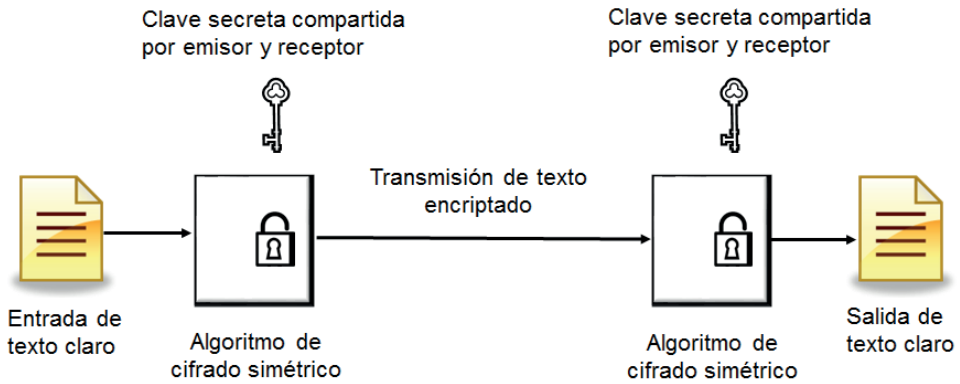 Clave secreta compartida
por emisor y receptor
Clave secreta compartida
por emisor y receptor
Transmisión de texto
encriptado
Entrada de
texto claro
Algoritmo de
cifrado simétrico
Algoritmo de
cifrado simétrico
Salida de
texto claro